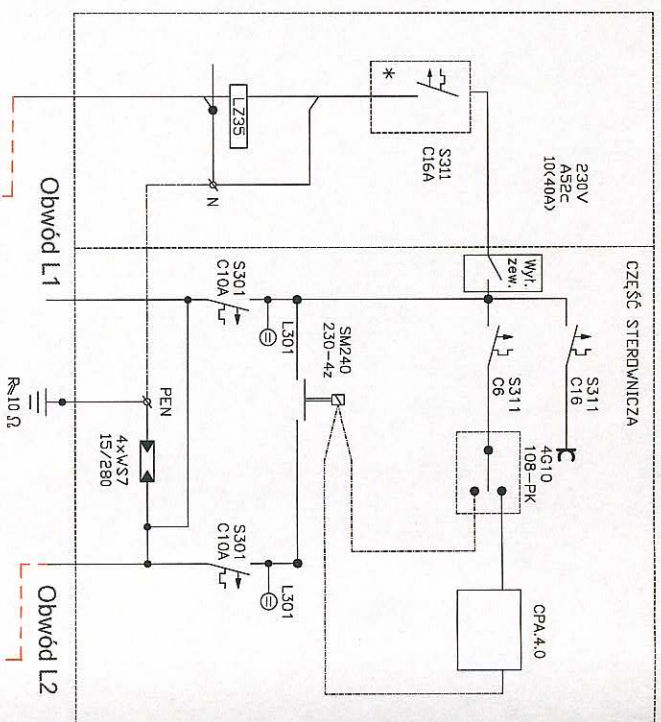 230V
A52c
10(40A)
CZĘŚĆ STEROWNICZA
Wył.
zew.
S311
C16
S311
C16A
*
S311
C6
4G10
108-PK
CPA.4.0
SM240
230-4z
LZ35
N
L301
L301
S301
C10A
S301
C10A
PEN
4xWS7
15/280
R≤10 Ω
Obwód L1
Obwód L2